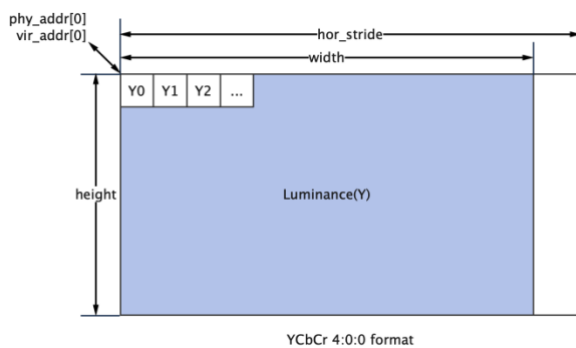 phy_addr[0]
vir_addr[0]
hor_stride
width
Y0 Y1 Y2 ...
height
Luminance(Y)
YCbCr 4:0:0 format